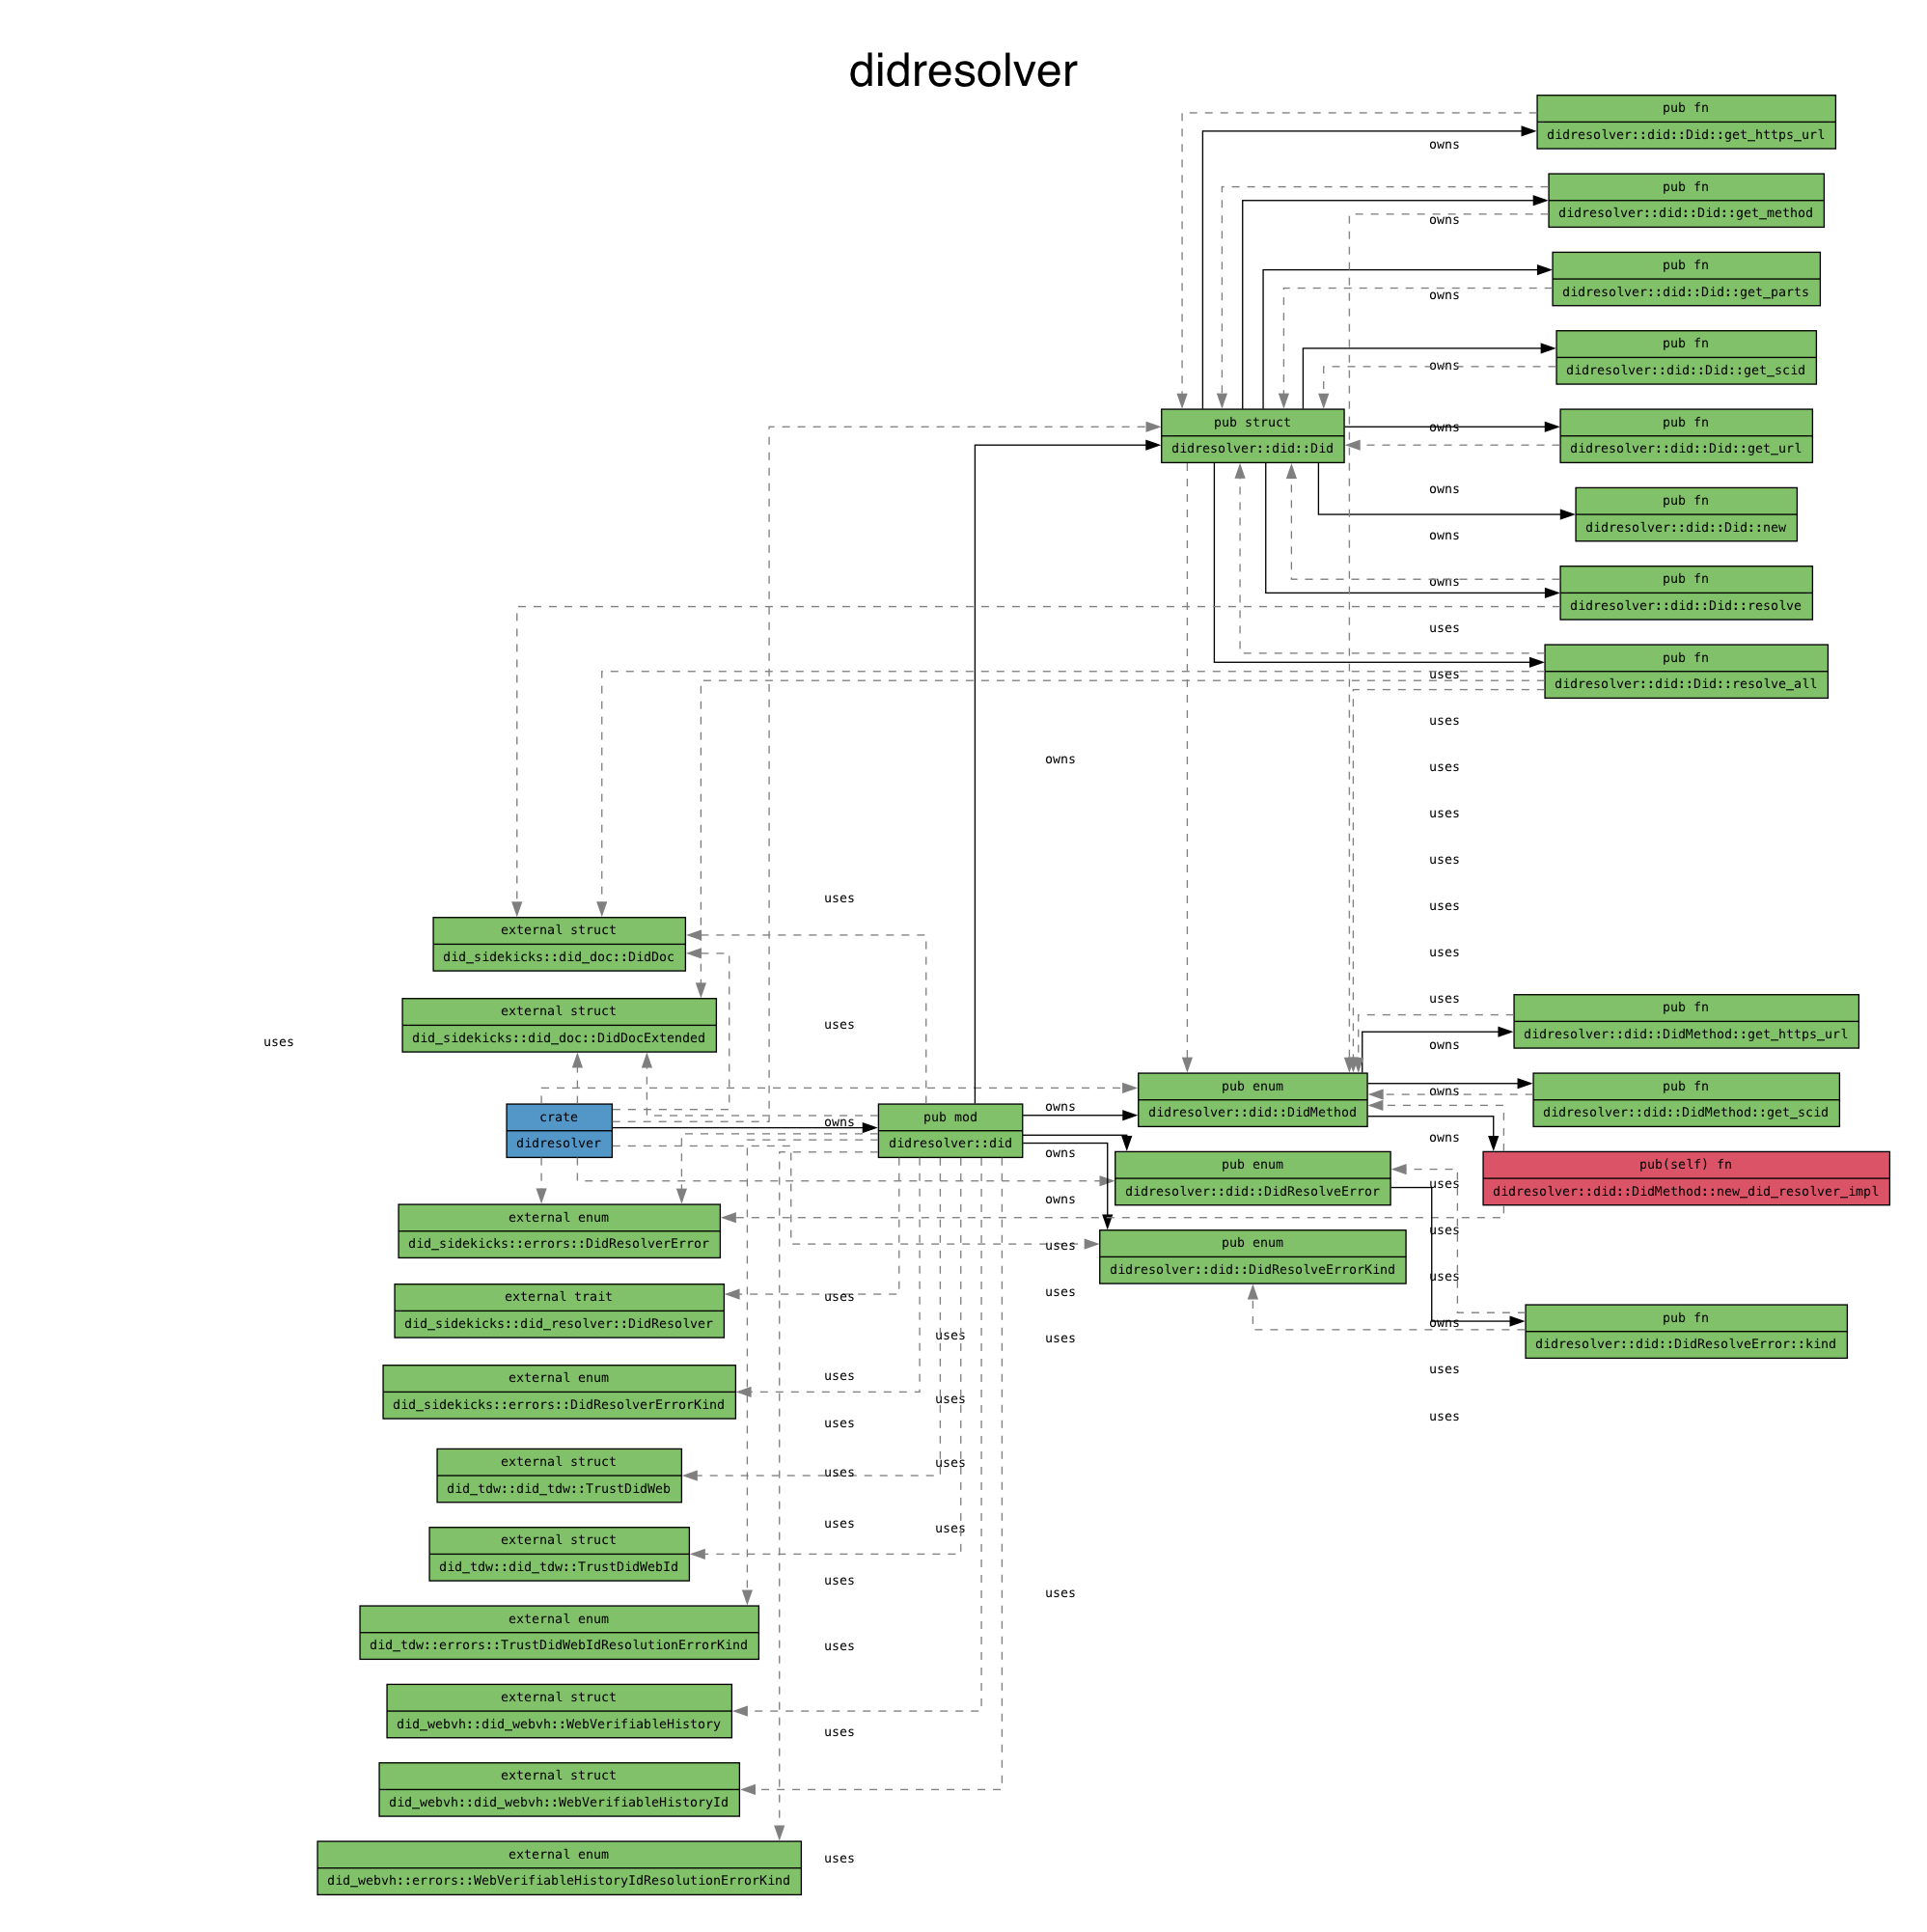 didresolver
pub fn
didresolver::did::Did::get_https_url
owns
pub fn
didresolver::did::Did::get_method
owns
pub fn
didresolver::did::Did::get_parts
owns
pub fn
didresolver::did::Did::get_scid
owns
pub struct
didresolver::did::Did
pub fn
didresolver::did::Did::get_url
owns
pub fn
didresolver::did::Did::new
owns
owns
pub fn
didresolver::did::Did::resolve
owns
uses
pub fn
didresolver::did::Did::resolve_all
uses
uses
owns
uses
uses
uses
uses
uses
uses
uses
external struct
did_sidekicks::did_doc::DidDoc
external struct
did_sidekicks::did_doc::DidDocExtended
uses
uses
pub fn
didresolver::did::DidMethod::get_https_url
owns
pub enum
didresolver::did::DidMethod
pub fn
didresolver::did::DidMethod::get_scid
owns
crate
didresolver
owns
pub mod
didresolver::did
owns
owns
owns
pub enum
didresolver::did::DidResolveError
pub(self) fn
didresolver::did::DidMethod::new_did_resolver_impl
uses
owns
external enum
did_sidekicks::errors::DidResolverError
uses
pub enum
didresolver::did::DidResolveErrorKind
uses
uses
uses
external trait
did_sidekicks::did_resolver::DidResolver
uses
uses
uses
owns
pub fn
didresolver::did::DidResolveError::kind
uses
external enum
did_sidekicks::errors::DidResolverErrorKind
uses
uses
uses
uses
external struct
did_tdw::did_tdw::TrustDidWeb
uses
uses
external struct
did_tdw::did_tdw::TrustDidWebId
uses
uses
uses
uses
external enum
did_tdw::errors::TrustDidWebIdResolutionErrorKind
uses
external struct
did_webvh::did_webvh::WebVerifiableHistory
uses
external struct
did_webvh::did_webvh::WebVerifiableHistoryId
external enum
did_webvh::errors::WebVerifiableHistoryIdResolutionErrorKind
uses